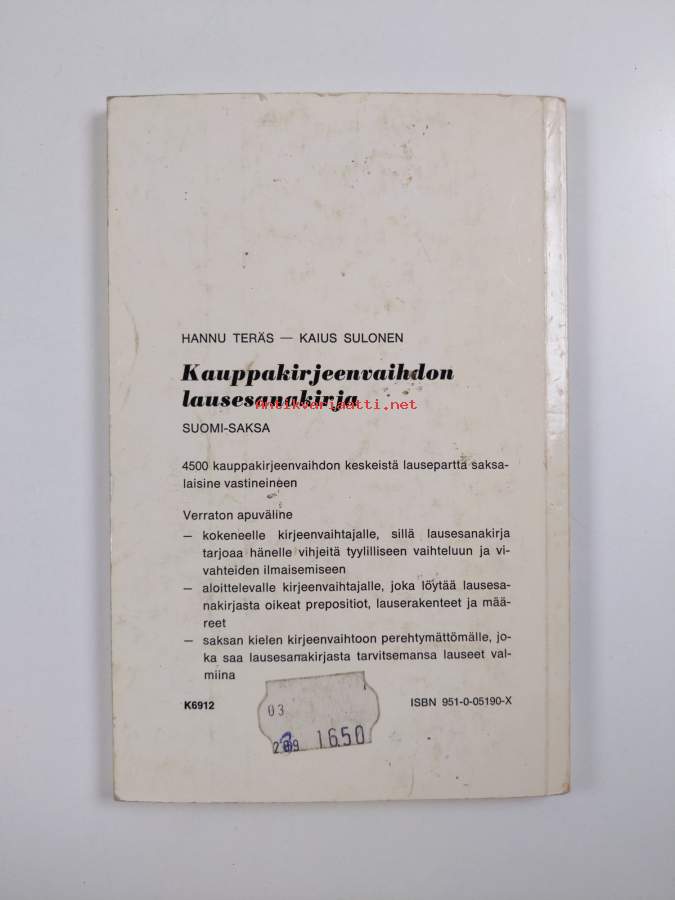 HANNU TERÄS — KAIUS SULONEN
Kauppakirjeenvaihdon
lausesanakirja
Antikvariaatti.net
SUOMI-SAKSA
4500 kauppakirjeenvaihdon keskeistä lausepartta saksa-
laisine vastineineen
Verraton apuväline
— kokeneelle kirjeenvaihtajalle, sillä lausesanakirja
tarjoaa hänelle vihjeitä tyylilliseen vaihteluun ja vi-
vahteiden ilmaisemiseen
— aloittelevalle kirjeenvaihtajalle, joka löytää lausesa-
nakirjasta oikeat prepositiot, lauserakenteet ja mää-
reet
— saksan kielen kirjeenvaihtoon perehtymättömälle, jo-
ka saa lausesanakirjasta tarvitsemansa lauseet val-
miina
K6912
ISBN 951-0-05190-X
03
16.50